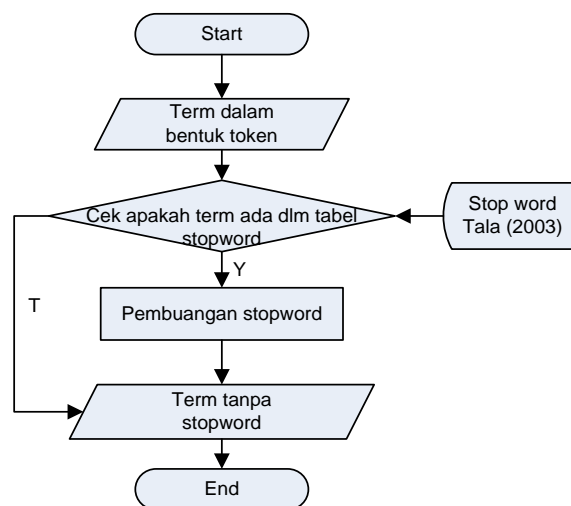 Start
Term dalam
bentuk token
Cek apakah term ada dlm tabel
stopword
Stop word
Tala (2003)
Y
T
Pembuangan stopword
Term tanpa
stopword
End